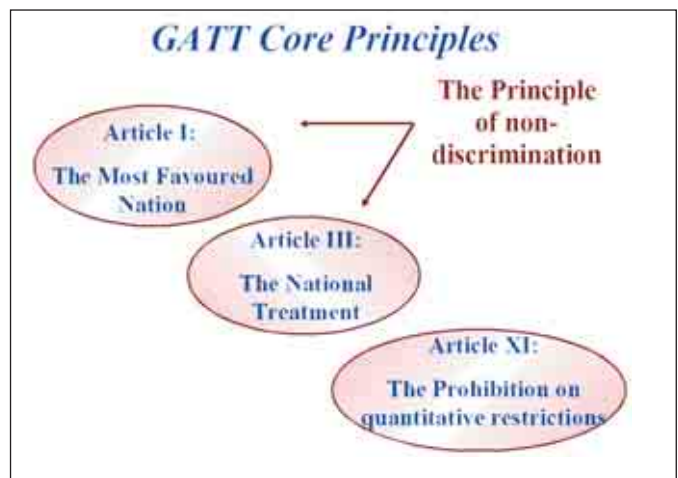 GATT Core Principles
The Principle
of non-
discrimination
Article I:
The Most Favoured
Nation
Article III:
The National
Treatment
Article XI:
The Prohibition on
quantitative restrictions